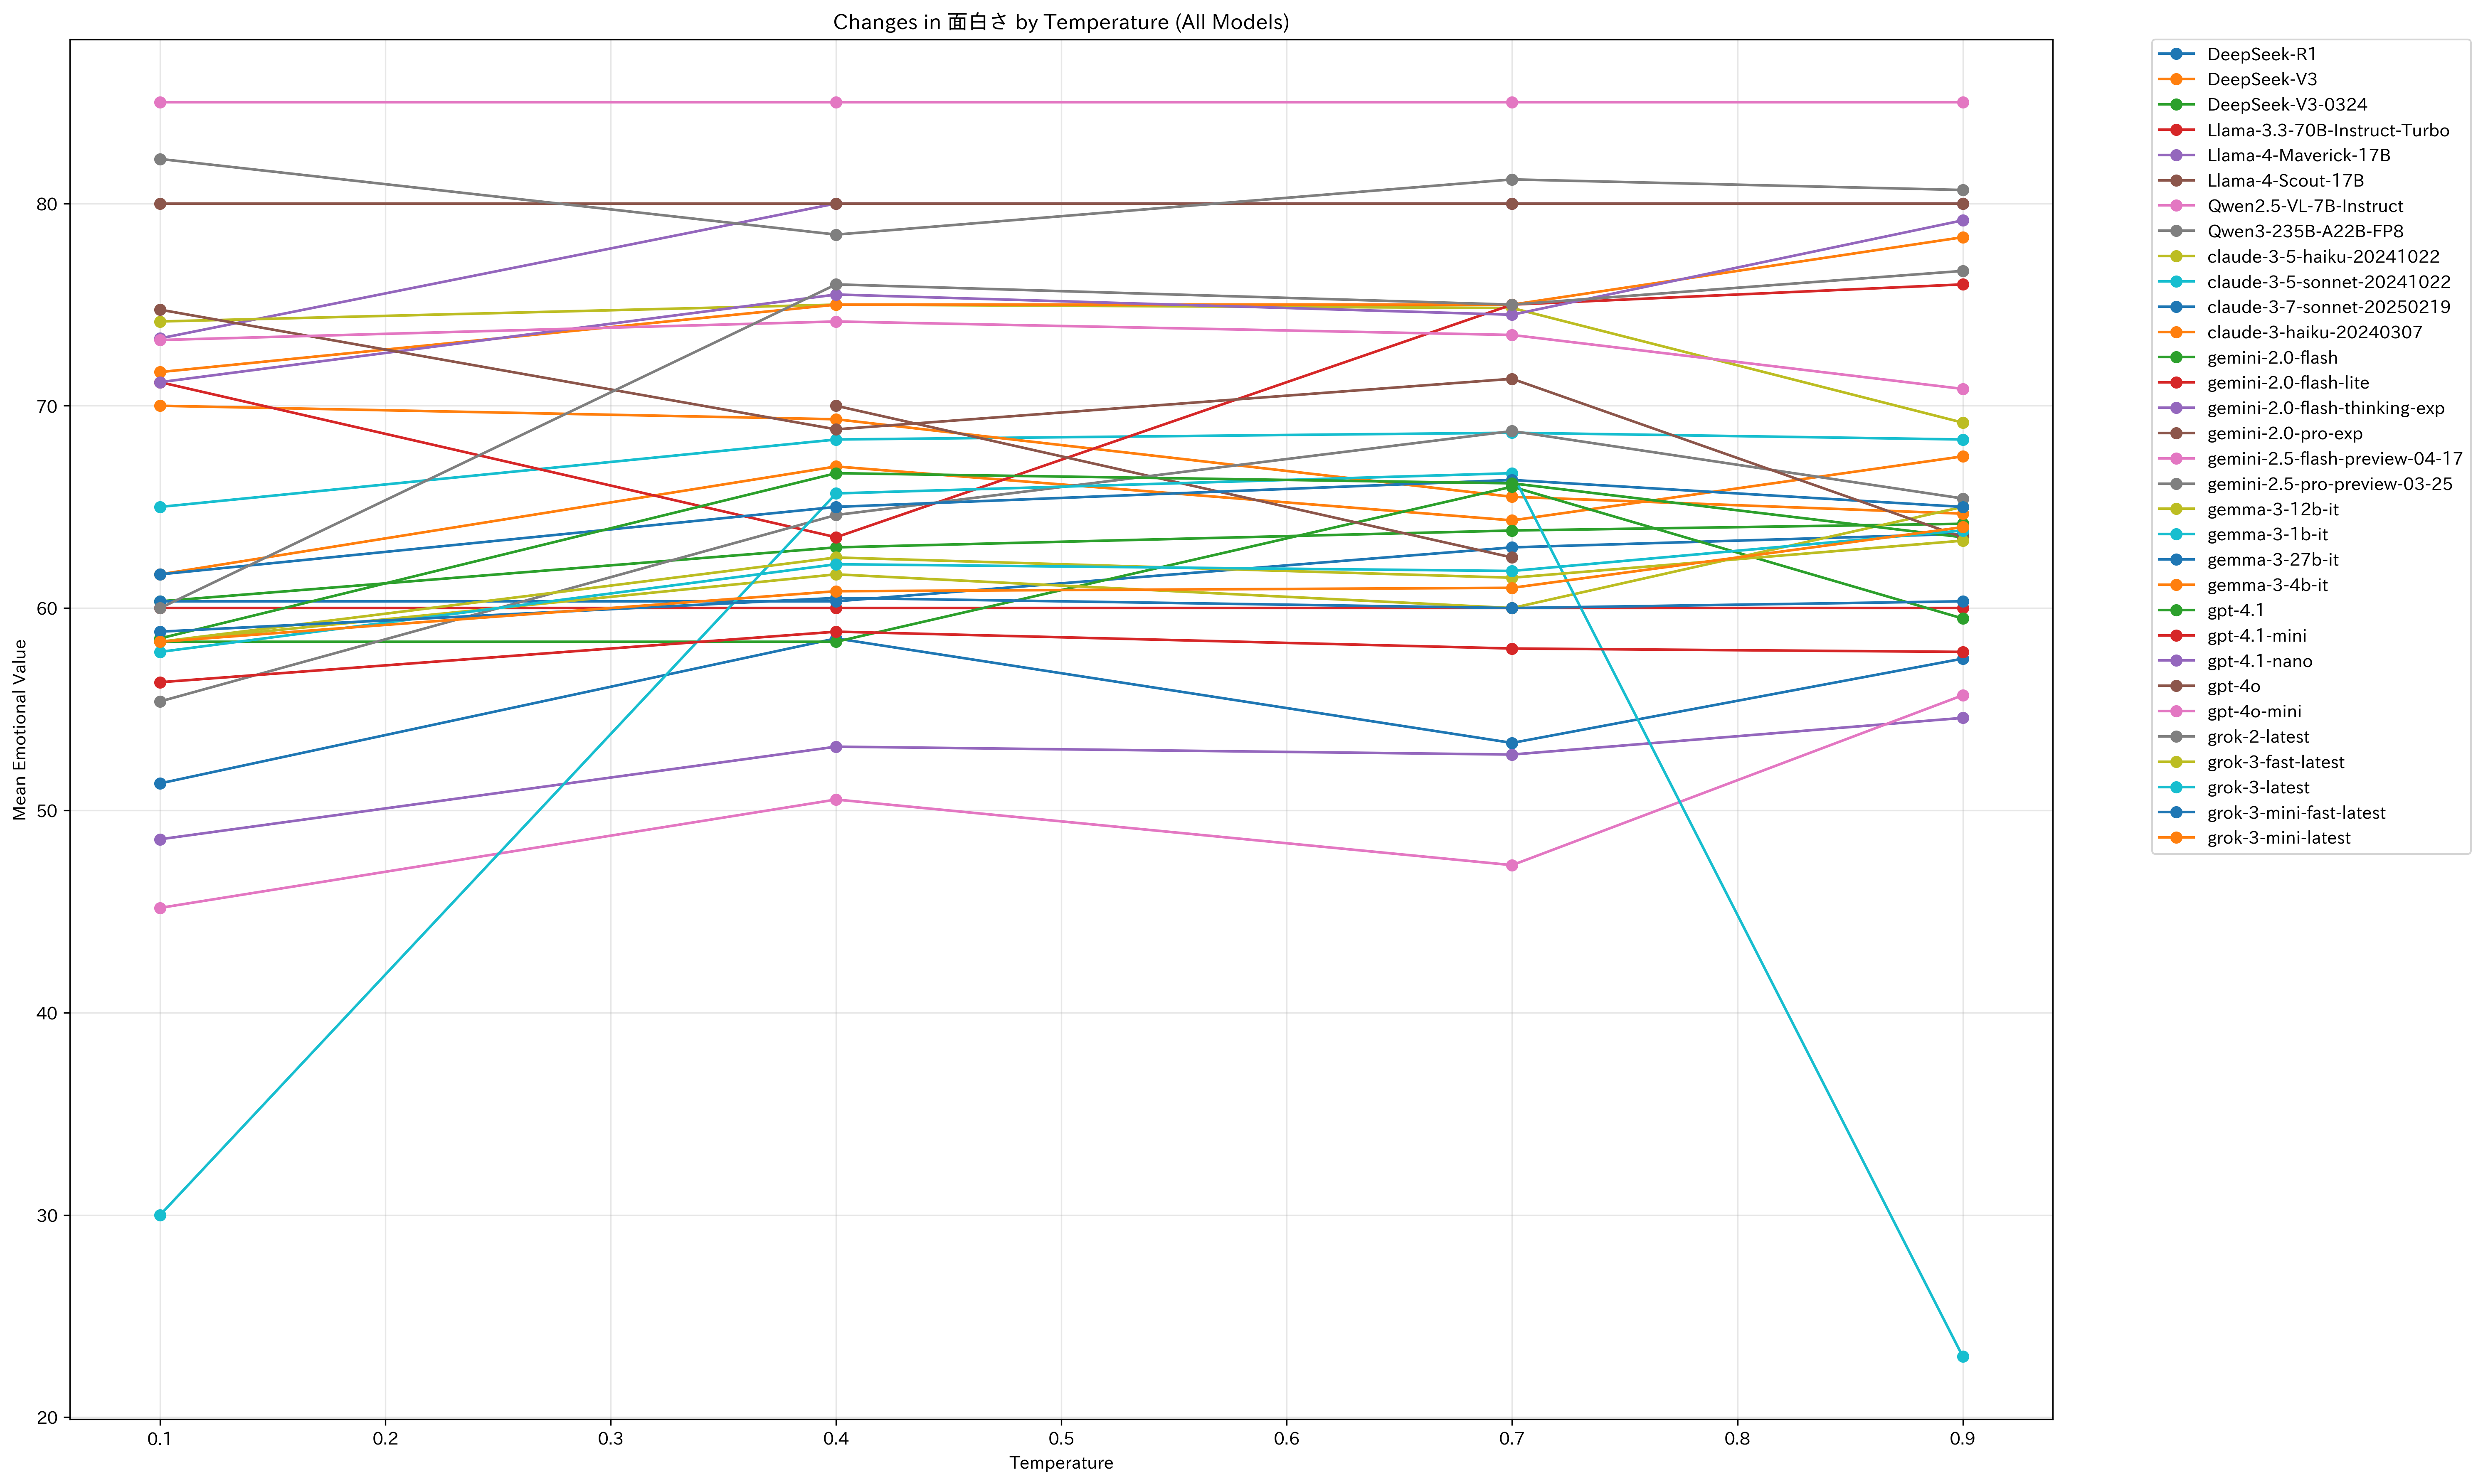 Changes in 面白さ by Temperature (All Models)
Mean Emotional Value
80
70
60
50
40
30
20
0.1
0.2
0.3
0.4
0.5
0.6
0.7
0.8
0.9
Temperature
DeepSeek-R1
DeepSeek-V3
DeepSeek-V3-0324
Llama-3.3-70B-Instruct-Turbo
Llama-4-Maverick-17B
Llama-4-Scout-17B
Qwen2.5-VL-7B-Instruct
Qwen3-235B-A22B-FP8
claude-3-5-haiku-20241022
claude-3-5-sonnet-20241022
claude-3-7-sonnet-20250219
claude-3-haiku-20240307
gemini-2.0-flash
gemini-2.0-flash-lite
gemini-2.0-flash-thinking-exp
gemini-2.0-pro-exp
gemini-2.5-flash-preview-04-17
gemini-2.5-pro-preview-03-25
gemma-3-12b-it
gemma-3-1b-it
gemma-3-27b-it
gemma-3-4b-it
gpt-4.1
gpt-4.1-mini
gpt-4.1-nano
gpt-4o
gpt-4o-mini
grok-2-latest
grok-3-fast-latest
grok-3-latest
grok-3-mini-fast-latest
grok-3-mini-latest